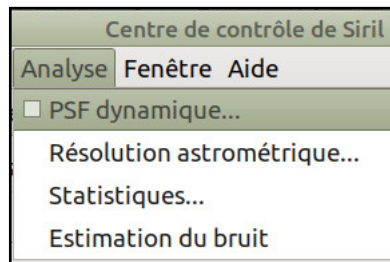 Centre de contrôle de Siril
Analyse Fenêtre Aide
PSF dynamique...
Résolution astrométrique...
Statistiques...
Estimation du bruit